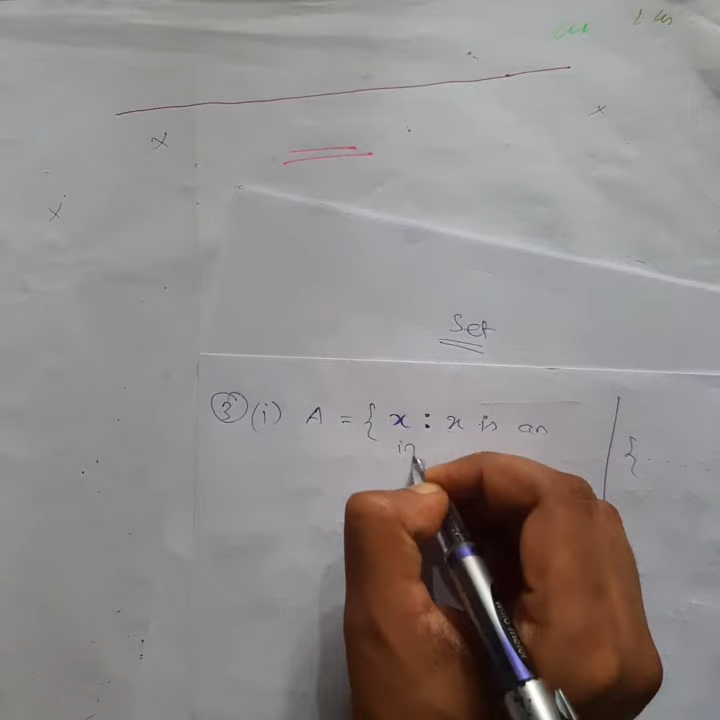 Set
③ (i) A = { x : x is an
in
{ .....